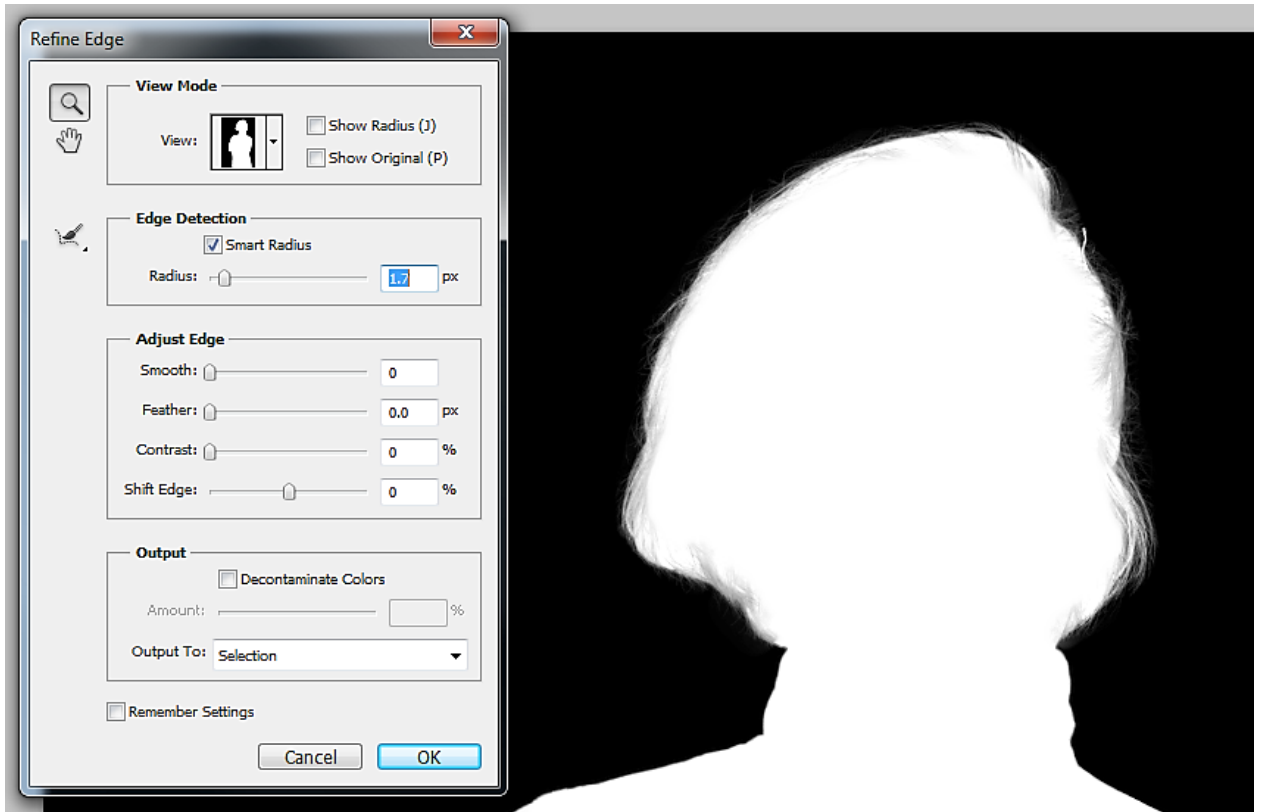 Refine Edge
View Mode
View:
Show Radius (J)
Show Original (P)
Edge Detection
Smart Radius
Radius: 1.7 px
Adjust Edge
Smooth: 0
Feather: 0.0 px
Contrast: 0 %
Shift Edge: 0 %
Output
Decontaminate Colors
Amount: %
Output To: Selection
Remember Settings
Cancel OK